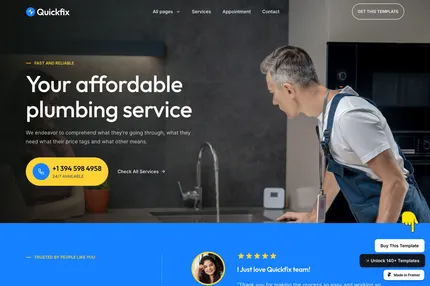 Quickfix
All pages
Services
Appointment
Contact
GET THIS TEMPLATE
FAST AND RELIABLE
Your affordable
plumbing service
We endeavor to comprehend what they're going through, what they
need what their price tags and what other means.
+1 394 598 4958
24/7 AVAILABLE
Check All Services →
TRUSTED BY PEOPLE LIKE YOU
I Just love Quickfix team!
"Thank you for making the process so easy and working so
Buy This Template
Unlock 140+ Templates
Made in Framer